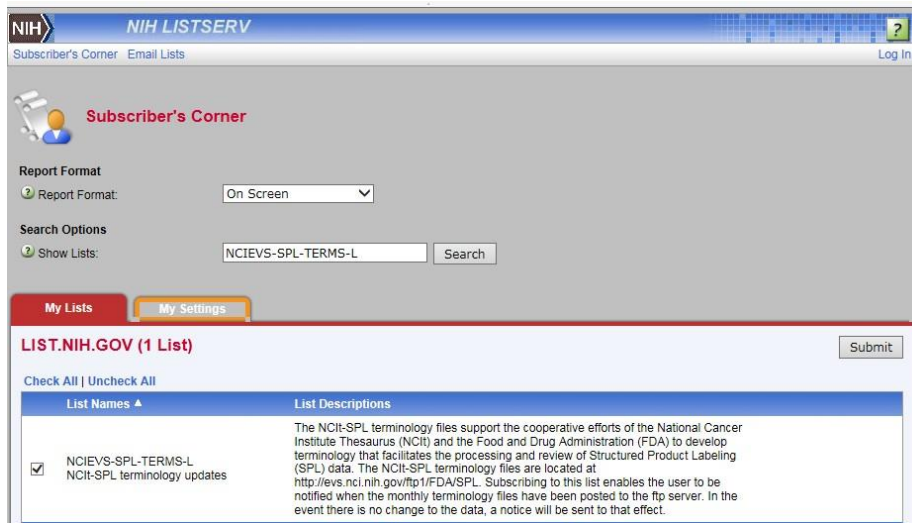 NIH NIH LISTSERV ?
Subscriber's Corner Email Lists Log In
Subscriber's Corner
Report Format
? Report Format: On Screen
Search Options
? Show Lists: NCIEVS-SPL-TERMS-L Search
My Lists My Settings
LIST.NIH.GOV (1 List) Submit
Check All | Uncheck All
List Names ▲ List Descriptions
NCIEVS-SPL-TERMS-L
NCIt-SPL terminology updates
The NCIt-SPL terminology files support the cooperative efforts of the National Cancer
Institute Thesaurus (NCIt) and the Food and Drug Administration (FDA) to develop
terminology that facilitates the processing and review of Structured Product Labeling
(SPL) data. The NCIt-SPL terminology files are located at
http://evs.nci.nih.gov/ftp1/FDA/SPL. Subscribing to this list enables the user to be
notified when the monthly terminology files have been posted to the ftp server. In the
event there is no change to the data, a notice will be sent to that effect.